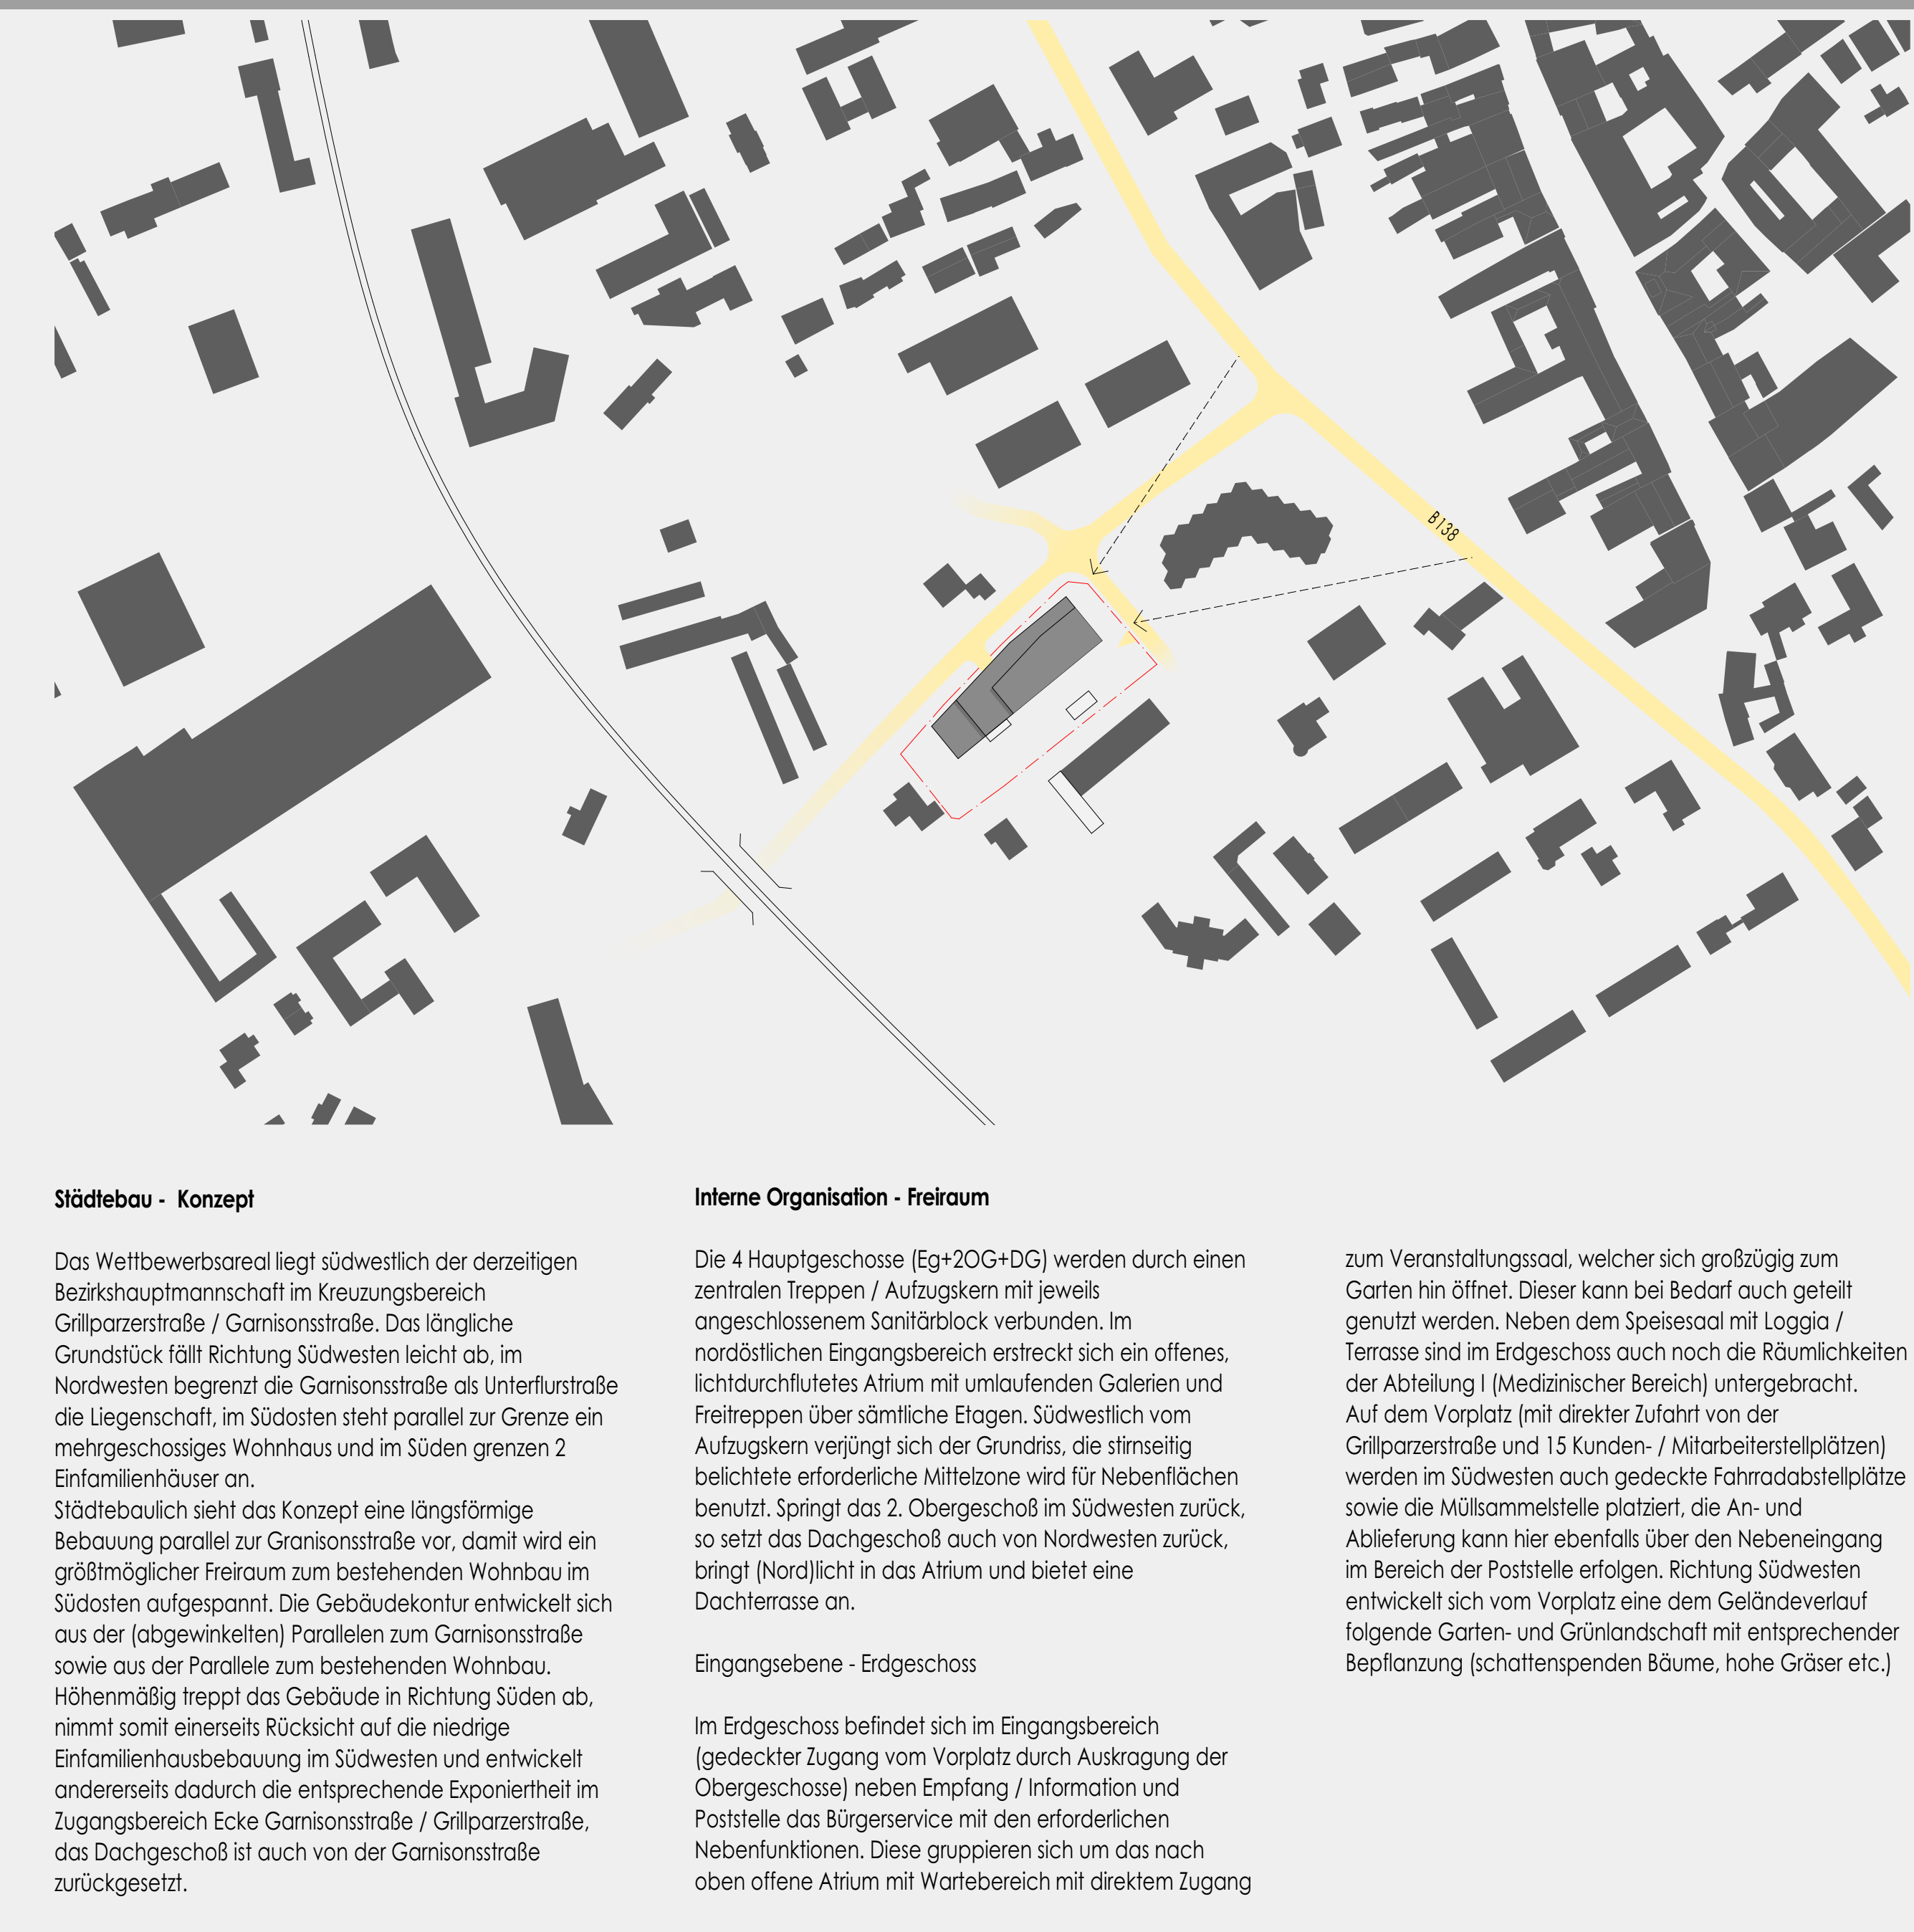 B138
Städtebau -  Konzept
Das Wettbewerbsareal liegt südwestlich der derzeitigen
Bezirkshauptmannschaft im Kreuzungsbereich
Grillparzerstraße / Garnisonsstraße. Das längliche
Grundstück fällt Richtung Südwesten leicht ab, im
Nordwesten begrenzt die Garnisonsstraße als Unterflurstraße
die Liegenschaft, im Südosten steht parallel zur Grenze ein
mehrgeschossiges Wohnhaus und im Süden grenzen 2
Einfamilienhäuser an.
Städtebaulich sieht das Konzept eine längsförmige
Bebauung parallel zur Granisonsstraße vor, damit wird ein
größtmöglicher Freiraum zum bestehenden Wohnbau im
Südosten aufgespannt. Die Gebäudekontur entwickelt sich
aus der (abgewinkelten) Parallelen zum Garnisonsstraße
sowie aus der Parallele zum bestehenden Wohnbau.
Höhenmäßig treppt das Gebäude in Richtung Süden ab,
nimmt somit einerseits Rücksicht auf die niedrige
Einfamilienhausbebauung im Südwesten und entwickelt
andererseits dadurch die entsprechende Exponiertheit im
Zugangsbereich Ecke Garnisonsstraße / Grillparzerstraße,
das Dachgeschoß ist auch von der Garnisonsstraße
zurückgesetzt.
Interne Organisation - Freiraum
Die 4 Hauptgeschosse (Eg+2OG+DG) werden durch einen
zentralen Treppen / Aufzugskern mit jeweils
angeschlossenem Sanitärblock verbunden. Im
nordöstlichen Eingangsbereich erstreckt sich ein offenes,
lichtdurchflutetes Atrium mit umlaufenden Galerien und
Freitreppen über sämtliche Etagen. Südwestlich vom
Aufzugskern verjüngt sich der Grundriss, die stirnseitig
belichtete erforderliche Mittelzone wird für Nebenflächen
benutzt. Springt das 2. Obergeschoß im Südwesten zurück,
so setzt das Dachgeschoß auch von Nordwesten zurück,
bringt (Nord)licht in das Atrium und bietet eine
Dachterrasse an.
Eingangsebene - Erdgeschoss
Im Erdgeschoss befindet sich im Eingangsbereich
(gedeckter Zugang vom Vorplatz durch Auskragung der
Obergeschosse) neben Empfang / Information und
Poststelle das Bürgerservice mit den erforderlichen
Nebenfunktionen. Diese gruppieren sich um das nach
oben offene Atrium mit Wartebereich mit direktem Zugang
zum Veranstaltungssaal, welcher sich großzügig zum
Garten hin öffnet. Dieser kann bei Bedarf auch geteilt
genutzt werden. Neben dem Speisesaal mit Loggia /
Terrasse sind im Erdgeschoss auch noch die Räumlichkeiten
der Abteilung I (Medizinischer Bereich) untergebracht.
Auf dem Vorplatz (mit direkter Zufahrt von der
Grillparzerstraße und 15 Kunden- / Mitarbeiterstellplätzen)
werden im Südwesten auch gedeckte Fahrradabstellplätze
sowie die Müllsammelstelle platziert, die An- und
Ablieferung kann hier ebenfalls über den Nebeneingang
im Bereich der Poststelle erfolgen. Richtung Südwesten
entwickelt sich vom Vorplatz eine dem Geländeverlauf
folgende Garten- und Grünlandschaft mit entsprechender
Bepflanzung (schattenspenden Bäume, hohe Gräser etc.)